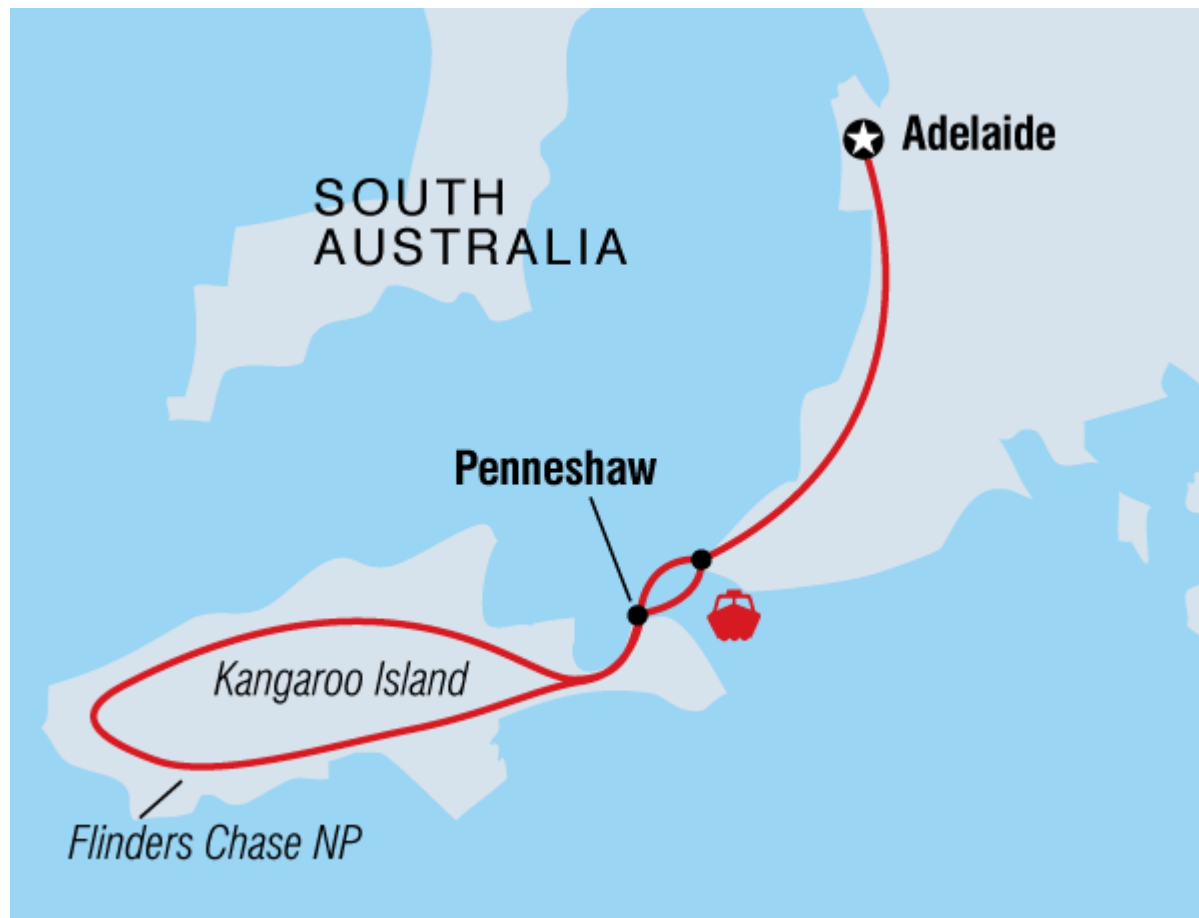 Adelaide
SOUTH
AUSTRALIA
Penneshaw
Kangaroo Island
Flinders Chase NP